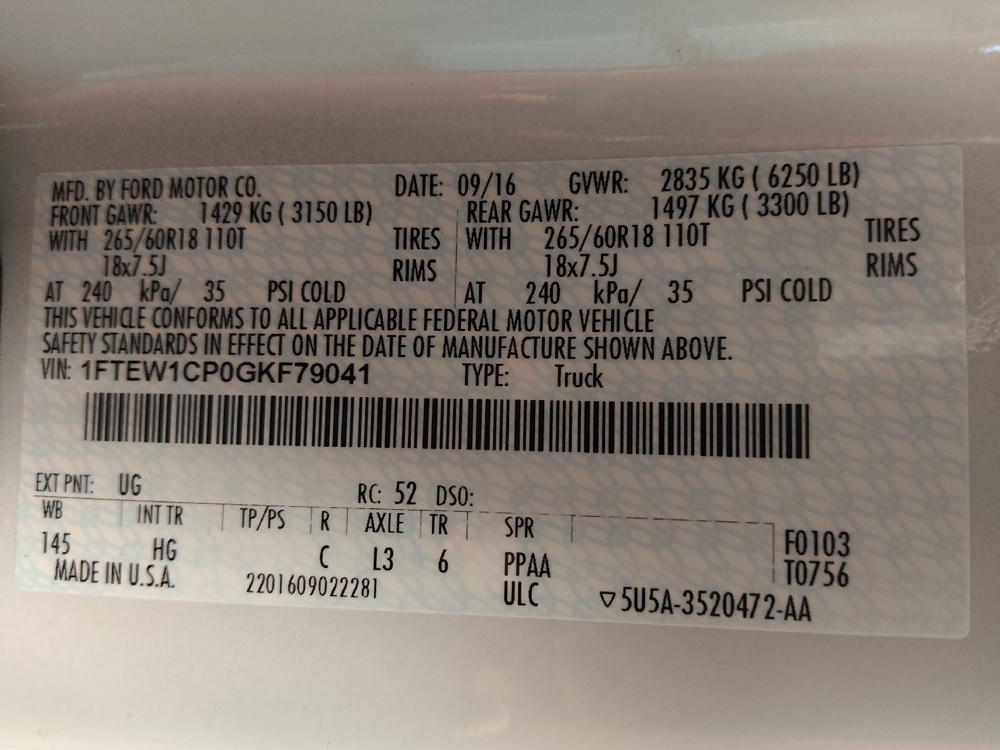 MFD. BY FORD MOTOR CO. DATE: 09/16 GVWR: 2835 KG ( 6250 LB)
FRONT GAWR: 1429 KG ( 3150 LB) REAR GAWR: 1497 KG ( 3300 LB)
WITH 265/60R18 110T TIRES WITH 265/60R18 110T TIRES
18x7.5J RIMS 18x7.5J RIMS
AT 240 kPa/ 35 PSI COLD AT 240 kPa/ 35 PSI COLD
THIS VEHICLE CONFORMS TO ALL APPLICABLE FEDERAL MOTOR VEHICLE
SAFETY STANDARDS IN EFFECT ON THE DATE OF MANUFACTURE SHOWN ABOVE.
VIN: 1FTEW1CP0GKF79041 TYPE: Truck
EXT PNT: UG RC: 52 DSO:
WB INT TR TP/PS R AXLE TR SPR
145 HG C L3 6 PPAA F0103
MADE IN U.S.A. 2201609022281 ULC T0756
▽5U5A-3520472-AA